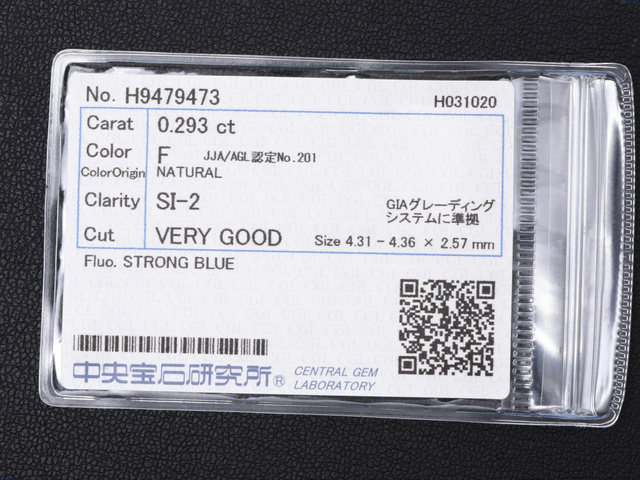 No. H9479473
H031020
Carat 0.293 ct
Color F JJA/AGL認定No.201
ColorOrigin NATURAL
Clarity SI-2
GIAグレーディング
システムに準拠
Cut VERY GOOD Size 4.31 - 4.36 × 2.57 mm
Fluo. STRONG BLUE
中央宝石研究所® CENTRAL GEM
LABORATORY